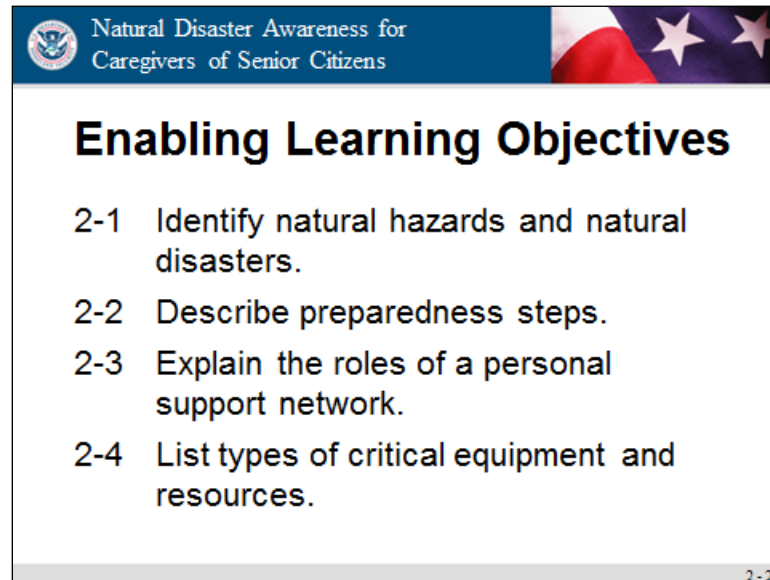 Natural Disaster Awareness for
Caregivers of Senior Citizens
Enabling Learning Objectives
2-1 Identify natural hazards and natural
disasters.
2-2 Describe preparedness steps.
2-3 Explain the roles of a personal
support network.
2-4 List types of critical equipment and
resources.